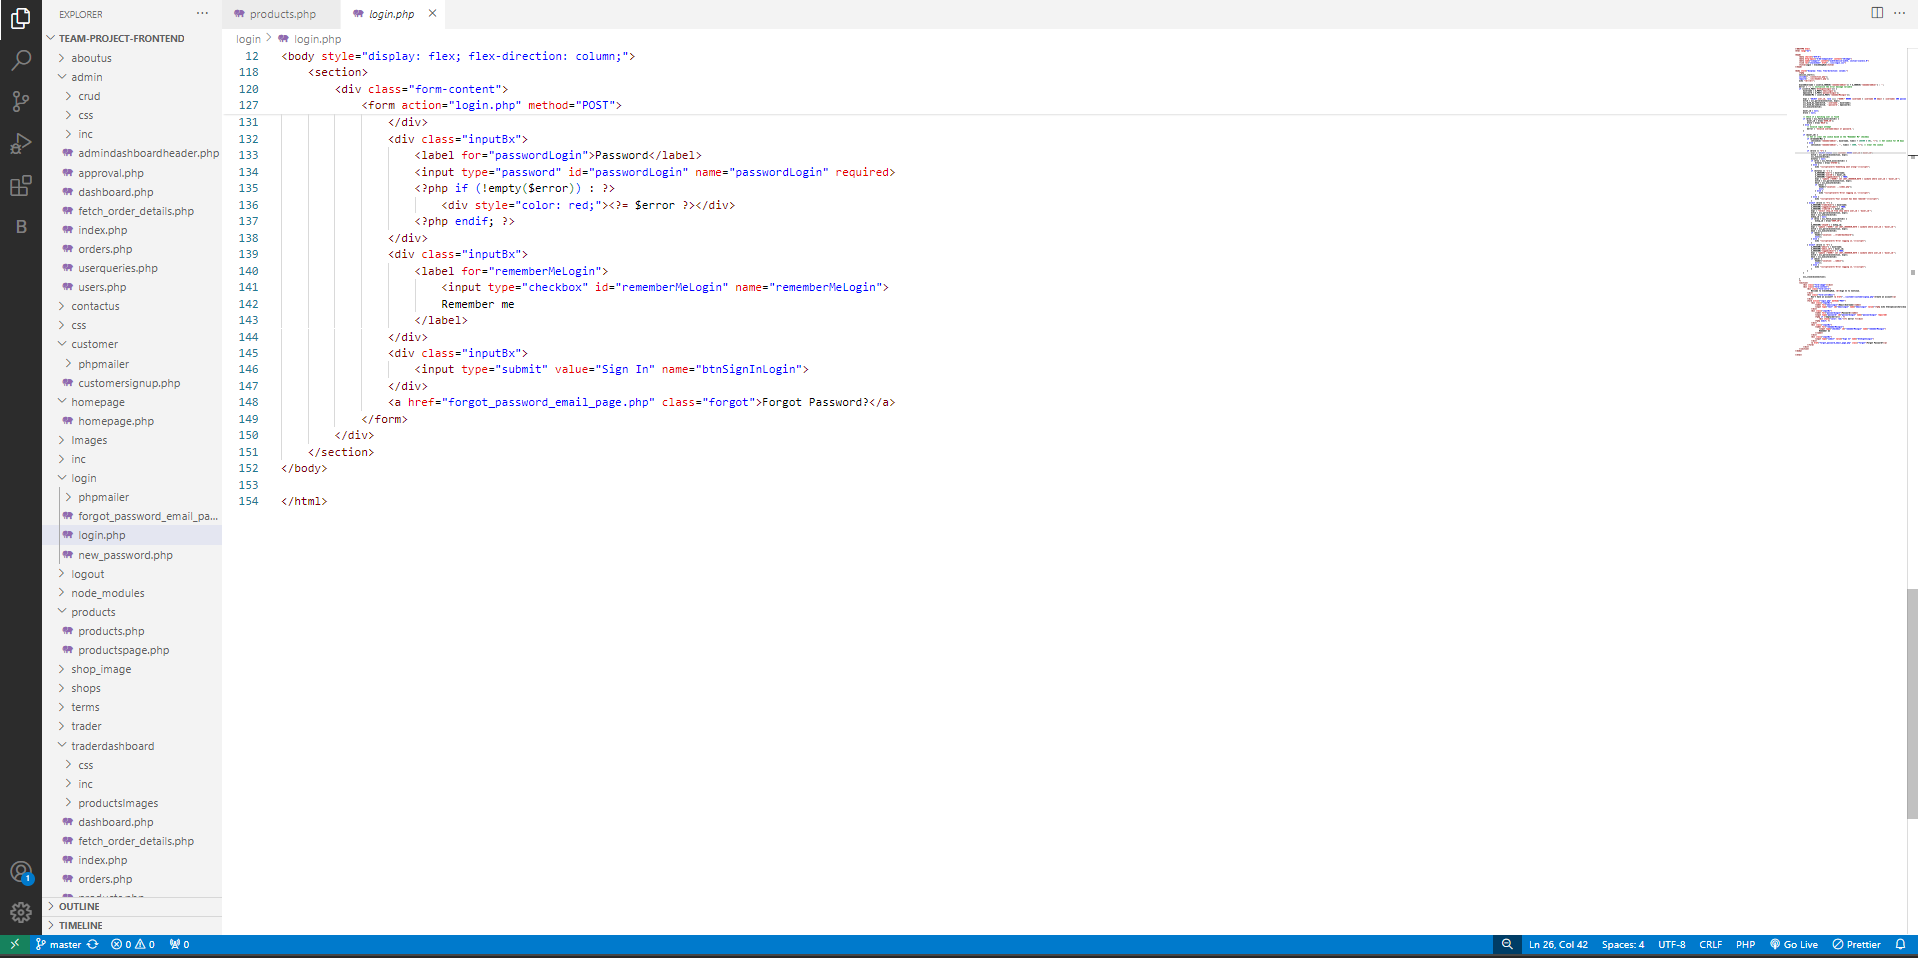 EXPLORER
TEAM-PROJECT-FRONTEND
aboutus
admin
crud
css
inc
admindashboardheader.php
approval.php
dashboard.php
fetch_order_details.php
index.php
orders.php
userqueries.php
users.php
contactus
css
customer
phpmailer
customersignup.php
homepage
homepage.php
Images
inc
login
phpmailer
forgot_password_email_pa...
login.php
new_password.php
logout
node_modules
products
products.php
productspage.php
shop_image
shops
terms
trader
traderdashboard
css
inc
productsImages
dashboard.php
fetch_order_details.php
index.php
orders.php
OUTLINE
TIMELINE
products.php
login.php
login > login.php
12 <body style="display: flex; flex-direction: column;">
118 <section>
120 <div class="form-content">
127 <form action="login.php" method="POST">
131 </div>
132 <div class="inputBx">
133 <label for="passwordLogin">Password</label>
134 <input type="password" id="passwordLogin" name="passwordLogin" required>
135 <?php if (!empty($error)) : ?>
136 <div style="color: red;"><?= $error ?></div>
137 <?php endif; ?>
138 </div>
139 <div class="inputBx">
140 <label for="rememberMeLogin">
141 <input type="checkbox" id="rememberMeLogin" name="rememberMeLogin">
142 Remember me
143 </label>
144 </div>
145 <div class="inputBx">
146 <input type="submit" value="Sign In" name="btnSignInLogin">
147 </div>
148 <a href="forgot_password_email_page.php" class="forgot">Forgot Password?</a>
149 </form>
150 </div>
151 </section>
152 </body>
153
154 </html>
B
1
master 0 0 0
Ln 26, Col 42 Spaces: 4 UTF-8 CRLF PHP Go Live Prettier